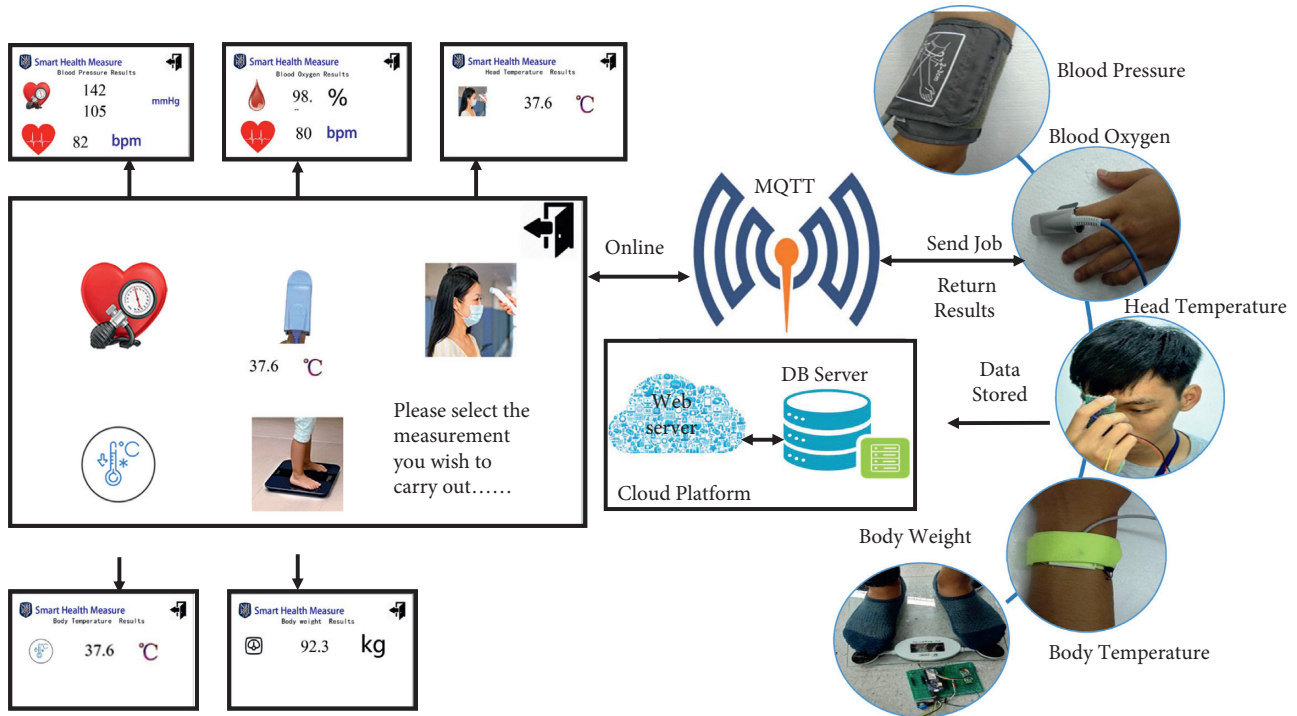 Smart Health Measure
Blood Pressure Results
142
105
mmHg
82 bpm
Smart Health Measure
Blood Oxygen Results
98. %
80 bpm
Smart Health Measure
Head Temperature Results
37.6 °C
37.6 °C
°C
Please select the
measurement
you wish to
carry out......
Smart Health Measure
Body Temperature Results
37.6 °C
Smart Health Measure
Body weight Results
92.3 kg
Online
MQTT
Send Job
Return
Results
Data
Stored
Web
server
DB Server
Cloud Platform
Blood Pressure
Blood Oxygen
Head Temperature
Body Temperature
Body Weight